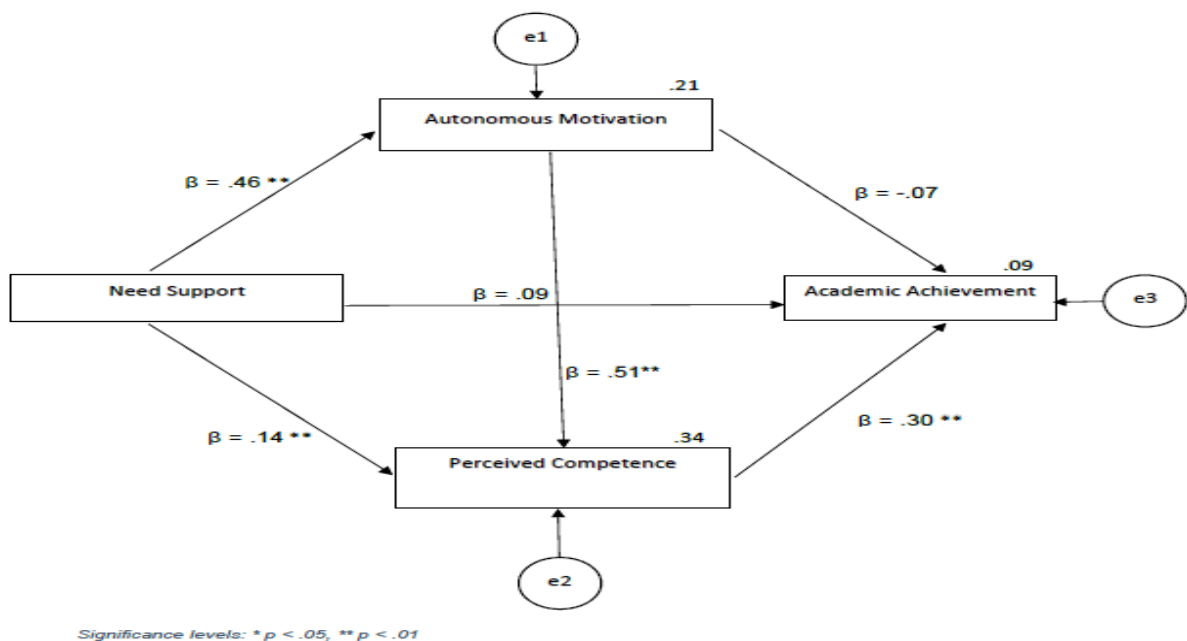 e1
.21
Autonomous Motivation
β = .46 **
β = -.07
.09
Need Support
β = .09
Academic Achievement
e3
β = .51**
β = .14 **
.34
β = .30 **
Perceived Competence
e2
Significance levels: * p < .05, ** p < .01